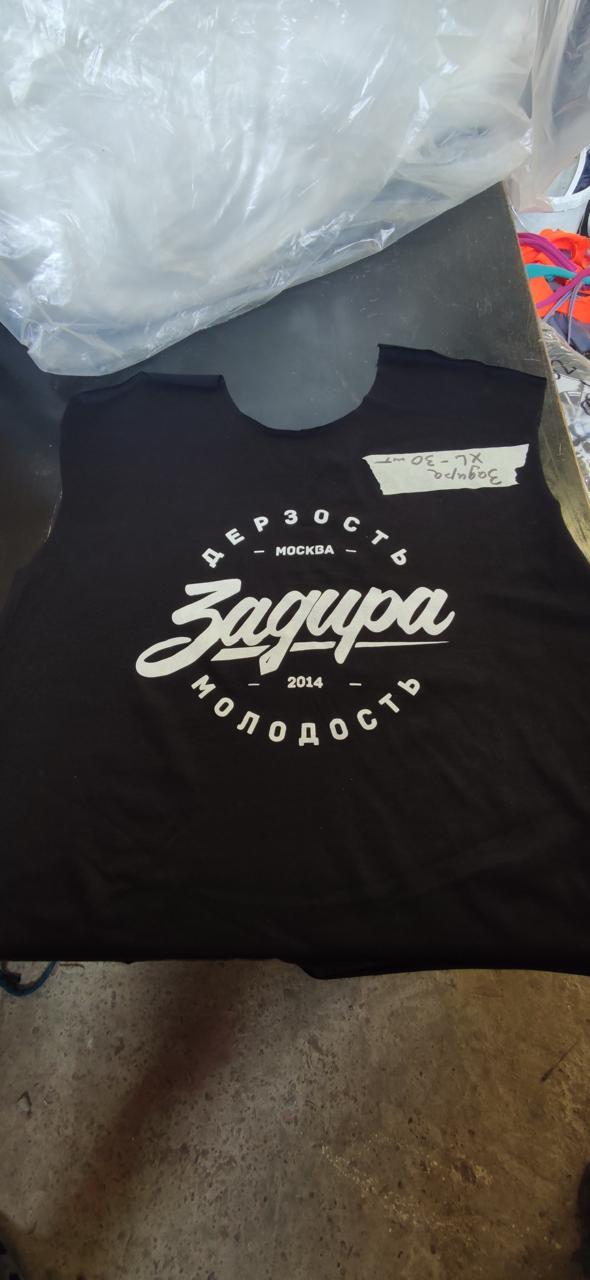 Задира
XL - 30 шт
ДЕРЗОСТЬ
— МОСКВА —
Задира
— 2014 —
МОЛОДОСТЬ